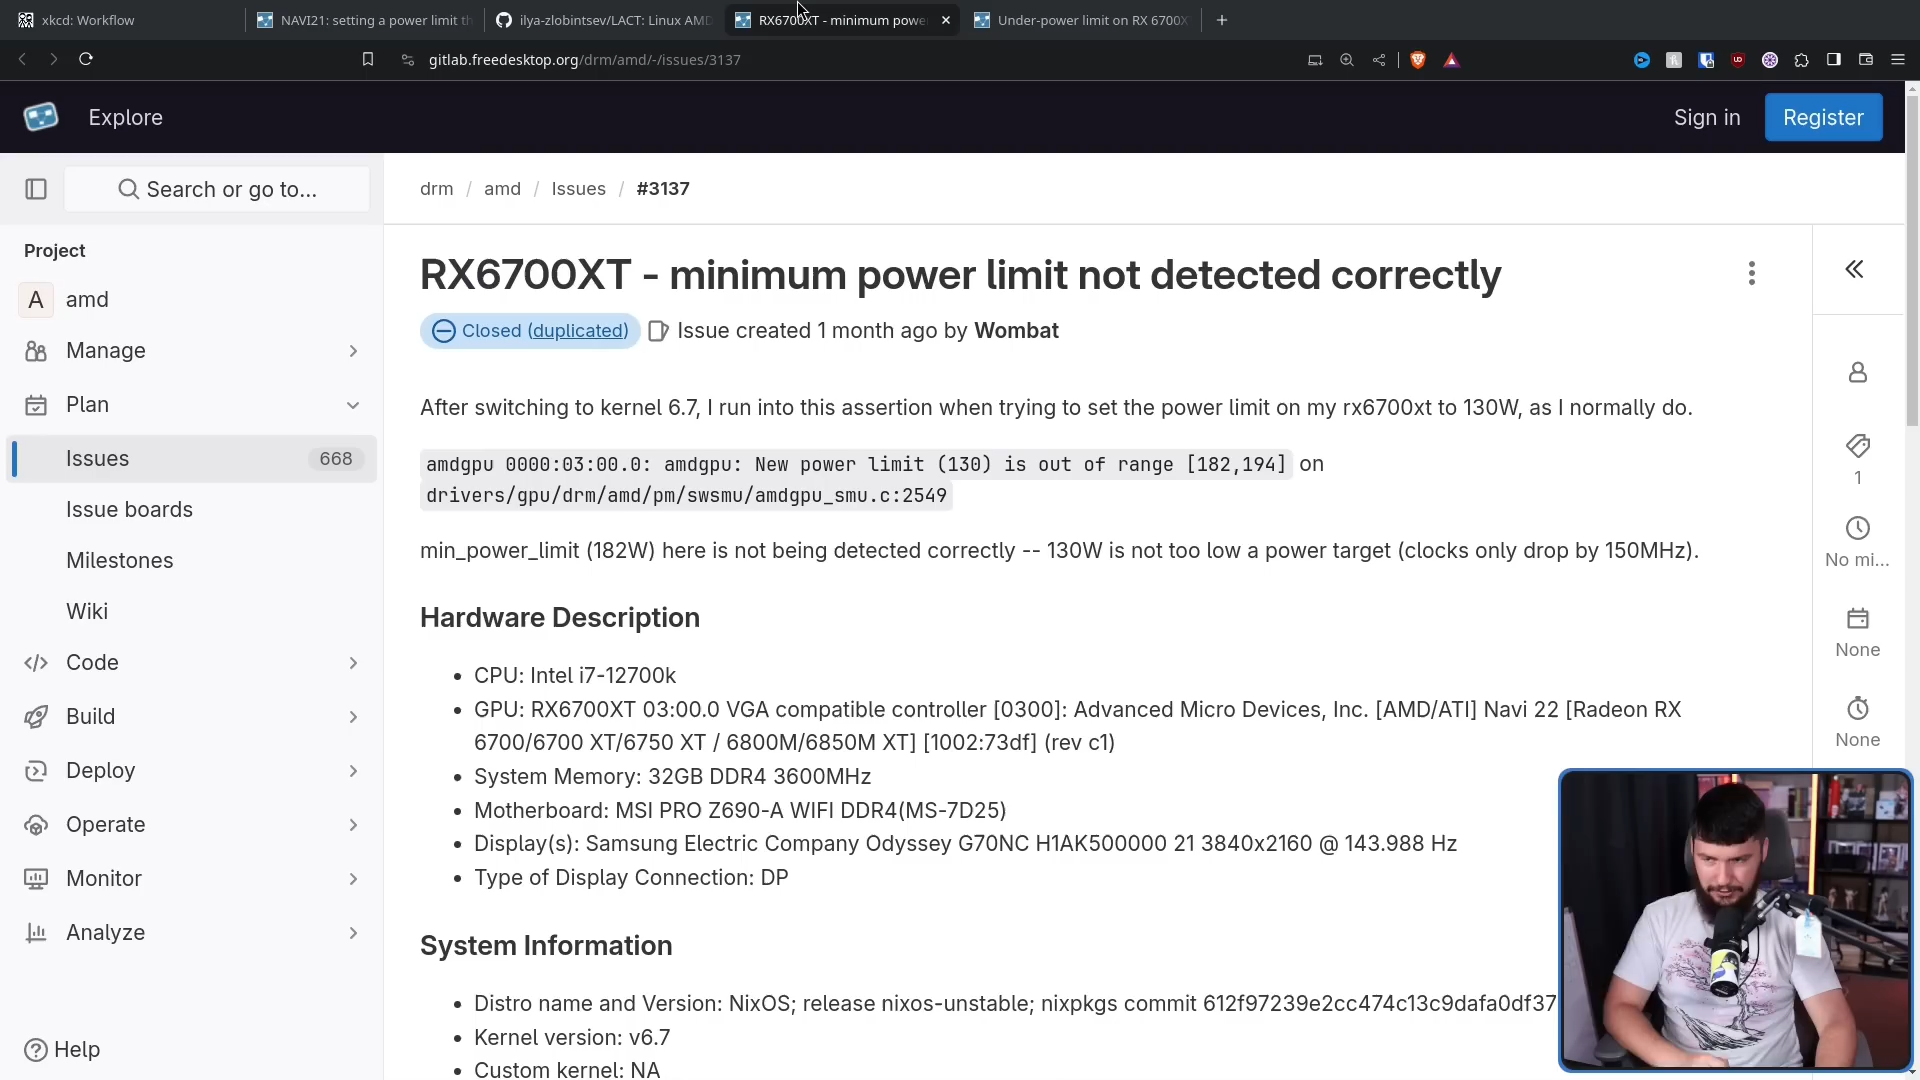 xkcd: Workflow
NAVI21: setting a power limit th
ilya-zlobintsev/LACT: Linux AMD
RX6700XT - minimum power
Under-power limit on RX 6700X
gitlab.freedesktop.org/drm/amd/-/issues/3137
Explore
Sign in
Register
Search or go to...
drm / amd / Issues / #3137
Project
A amd
Manage
Plan
Issues 668
Issue boards
Milestones
Wiki
Code
Build
Deploy
Operate
Monitor
Analyze
Help
RX6700XT - minimum power limit not detected correctly
Closed (duplicated) Issue created 1 month ago by Wombat
After switching to kernel 6.7, I run into this assertion when trying to set the power limit on my rx6700xt to 130W, as I normally do.
amdgpu 0000:03:00.0: amdgpu: New power limit (130) is out of range [182,194] on
drivers/gpu/drm/amd/pm/swsmu/amdgpu_smu.c:2549
min_power_limit (182W) here is not being detected correctly -- 130W is not too low a power target (clocks only drop by 150MHz).
Hardware Description
• CPU: Intel i7-12700k
• GPU: RX6700XT 03:00.0 VGA compatible controller [0300]: Advanced Micro Devices, Inc. [AMD/ATI] Navi 22 [Radeon RX
6700/6700 XT/6750 XT / 6800M/6850M XT] [1002:73df] (rev c1)
• System Memory: 32GB DDR4 3600MHz
• Motherboard: MSI PRO Z690-A WIFI DDR4(MS-7D25)
• Display(s): Samsung Electric Company Odyssey G70NC H1AK500000 21 3840x2160 @ 143.988 Hz
• Type of Display Connection: DP
System Information
• Distro name and Version: NixOS; release nixos-unstable; nixpkgs commit 612f97239e2cc474c13c9dafa0df37
• Kernel version: v6.7
• Custom kernel: NA
1
No mi...
None
None